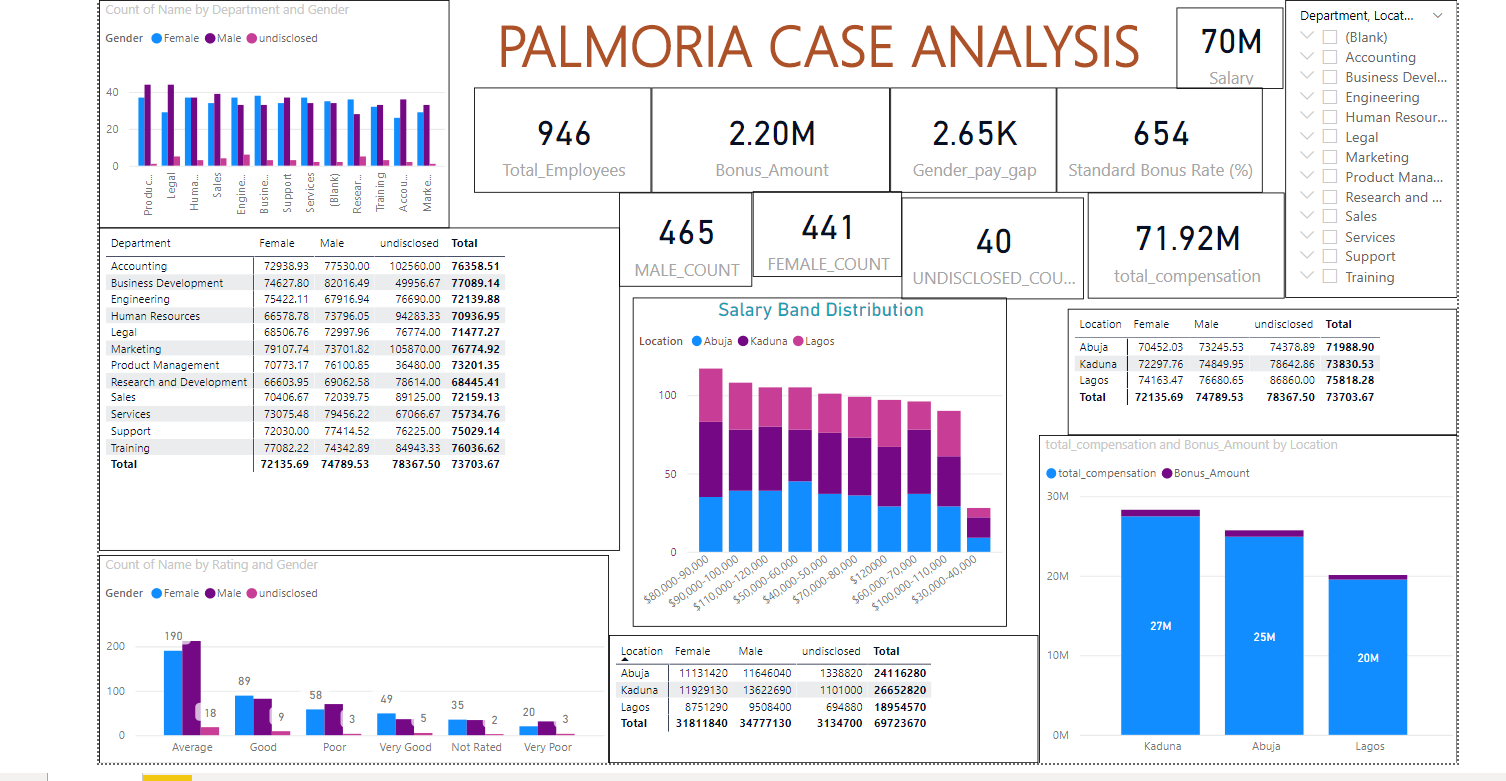 Count of Name by Department and Gender
Gender Female Male undisclosed
40
20
0
Produc...
Legal
Huma...
Sales
Engine...
Busine...
Support
Services
(Blank)
Resear...
Training
Accou...
Marke...
PALMORIA CASE ANALYSIS
70M
Salary
946
Total_Employees
2.20M
Bonus_Amount
2.65K
Gender_pay_gap
654
Standard Bonus Rate (%)
465
MALE_COUNT
441
FEMALE_COUNT
40
UNDISCLOSED_COU...
71.92M
total_compensation
Department, Locat...
(Blank)
Accounting
Business Devel...
Engineering
Human Resour...
Legal
Marketing
Product Mana...
Research and ...
Sales
Services
Support
Training
Department Female Male undisclosed Total
Accounting 72938.93 77530.00 102560.00 76358.51
Business Development 74627.80 82016.49 49956.67 77089.14
Engineering 75422.11 67916.94 76690.00 72139.88
Human Resources 66578.78 73796.05 94283.33 70936.95
Legal 68506.76 72997.96 76774.00 71477.27
Marketing 79107.74 73701.82 105870.00 76774.92
Product Management 70773.17 76100.85 36480.00 73201.35
Research and Development 66603.95 69062.58 78614.00 68445.41
Sales 70406.67 72039.75 89125.00 72159.13
Services 73075.48 79456.22 67066.67 75734.76
Support 72030.00 77414.52 76225.00 75029.14
Training 77082.22 74342.89 84943.33 76036.62
Total 72135.69 74789.53 78367.50 73703.67
Salary Band Distribution
Location Abuja Kaduna Lagos
100
50
0
$80,000-90,000
$90,000-100,000
$110,000-120,000
$50,000-60,000
$40,000-50,000
$70,000-80,000
$120000
$60,000-70,000
$100,000-110,000
$30,000-40,000
Location Female Male undisclosed Total
Abuja 70452.03 73245.53 74378.89 71988.90
Kaduna 72297.76 74849.95 78642.86 73830.53
Lagos 74163.47 76680.65 86860.00 75818.28
Total 72135.69 74789.53 78367.50 73703.67
total_compensation and Bonus_Amount by Location
total_compensation Bonus_Amount
30M
20M
10M
0M
27M
25M
20M
Kaduna
Abuja
Lagos
Count of Name by Rating and Gender
Gender Female Male undisclosed
200
100
0
190
18
89
9
58
3
49
5
35
2
20
3
Average
Good
Poor
Very Good
Not Rated
Very Poor
Location Female Male undisclosed Total
Abuja 11131420 11646040 1338820 24116280
Kaduna 11929130 13622690 1101000 26652820
Lagos 8751290 9508400 694880 18954570
Total 31811840 34777130 3134700 69723670